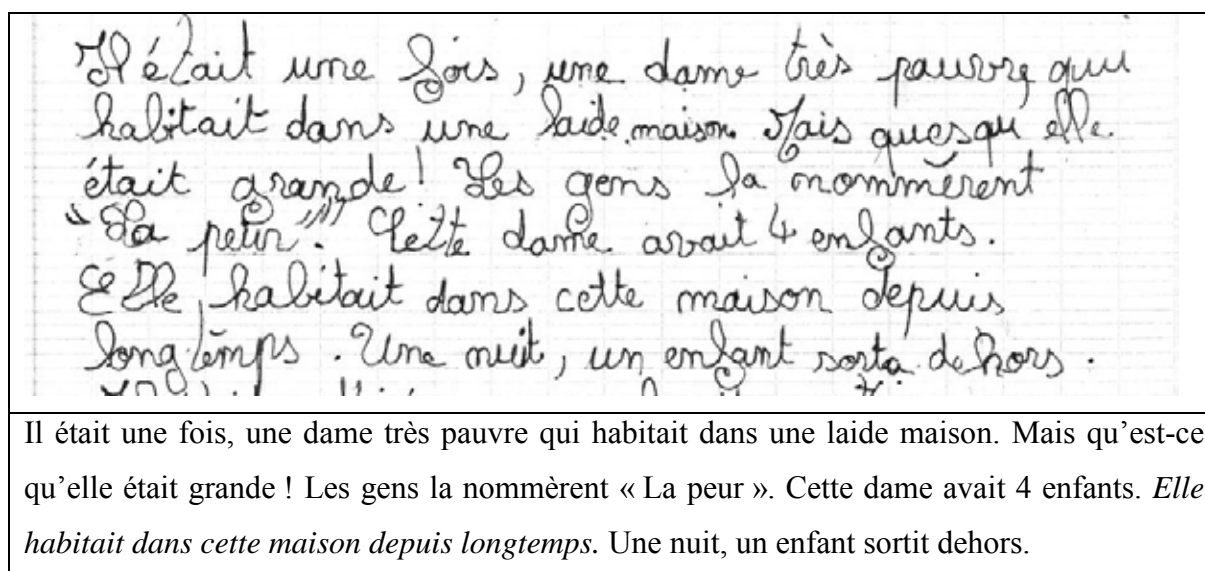 Il était une fois, une dame très pauvre qui
habitait dans une laide maison. Mais quesqu elle
était grande! Les gens la nommèrent
"La peur". Cette dame avait 4 enfants.
Elle habitait dans cette maison depuis
longtemps. Une nuit, un enfant sorta dehors.
Il était une fois, une dame très pauvre qui habitait dans une laide maison. Mais qu’est-ce
qu’elle était grande ! Les gens la nommèrent « La peur ». Cette dame avait 4 enfants. Elle
habitait dans cette maison depuis longtemps. Une nuit, un enfant sortit dehors.